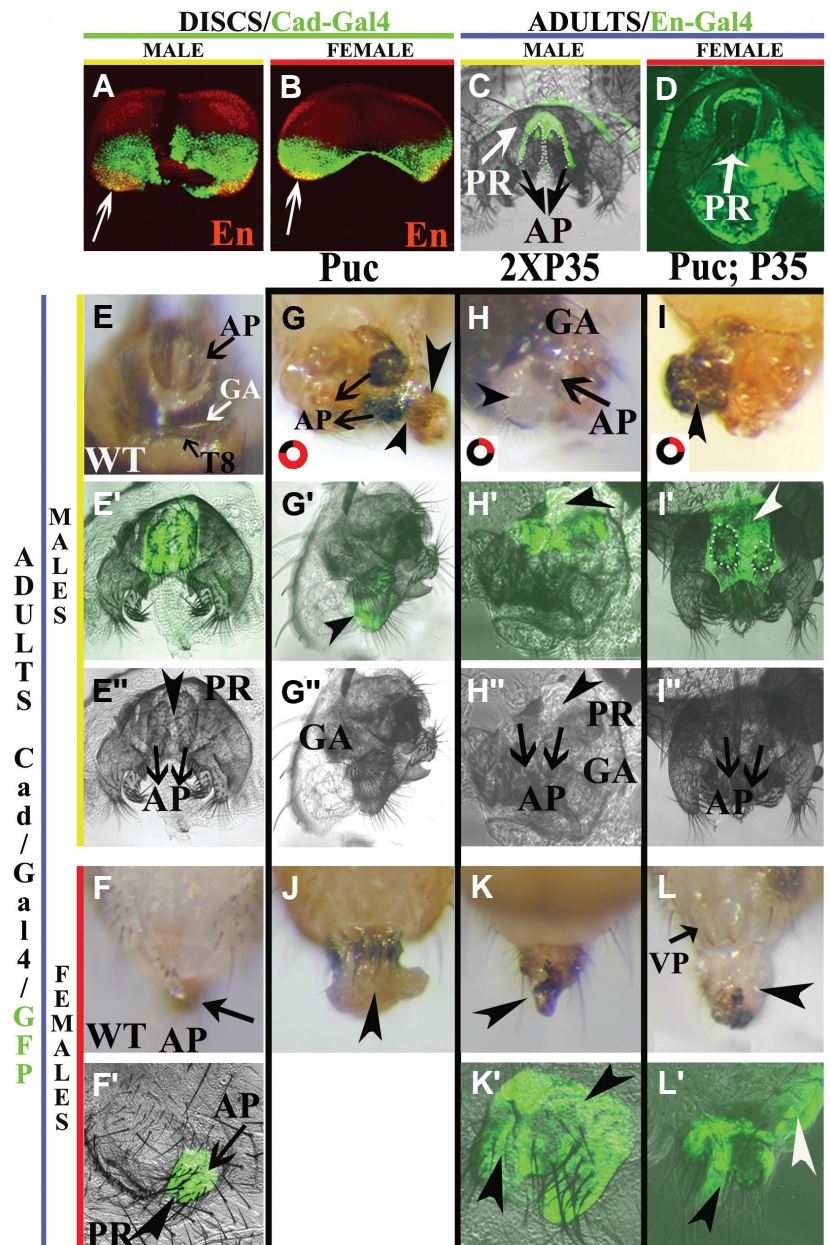 DISCS/Cad-Gal4 ADULTS/En-Gal4
MALE FEMALE MALE FEMALE
A B C D
PR AP PR
En En
Puc 2XP35 Puc; P35
E G H I
AP GA AP GA AP
WT T8
E' G' H' I'
E'' G'' H'' I''
PR GA PR
AP AP GA AP
F J K L
VP
WT AP
F' K' L'
AP
PR
MALES
FEMALES
ADULTS Cad/Gal4/GFP